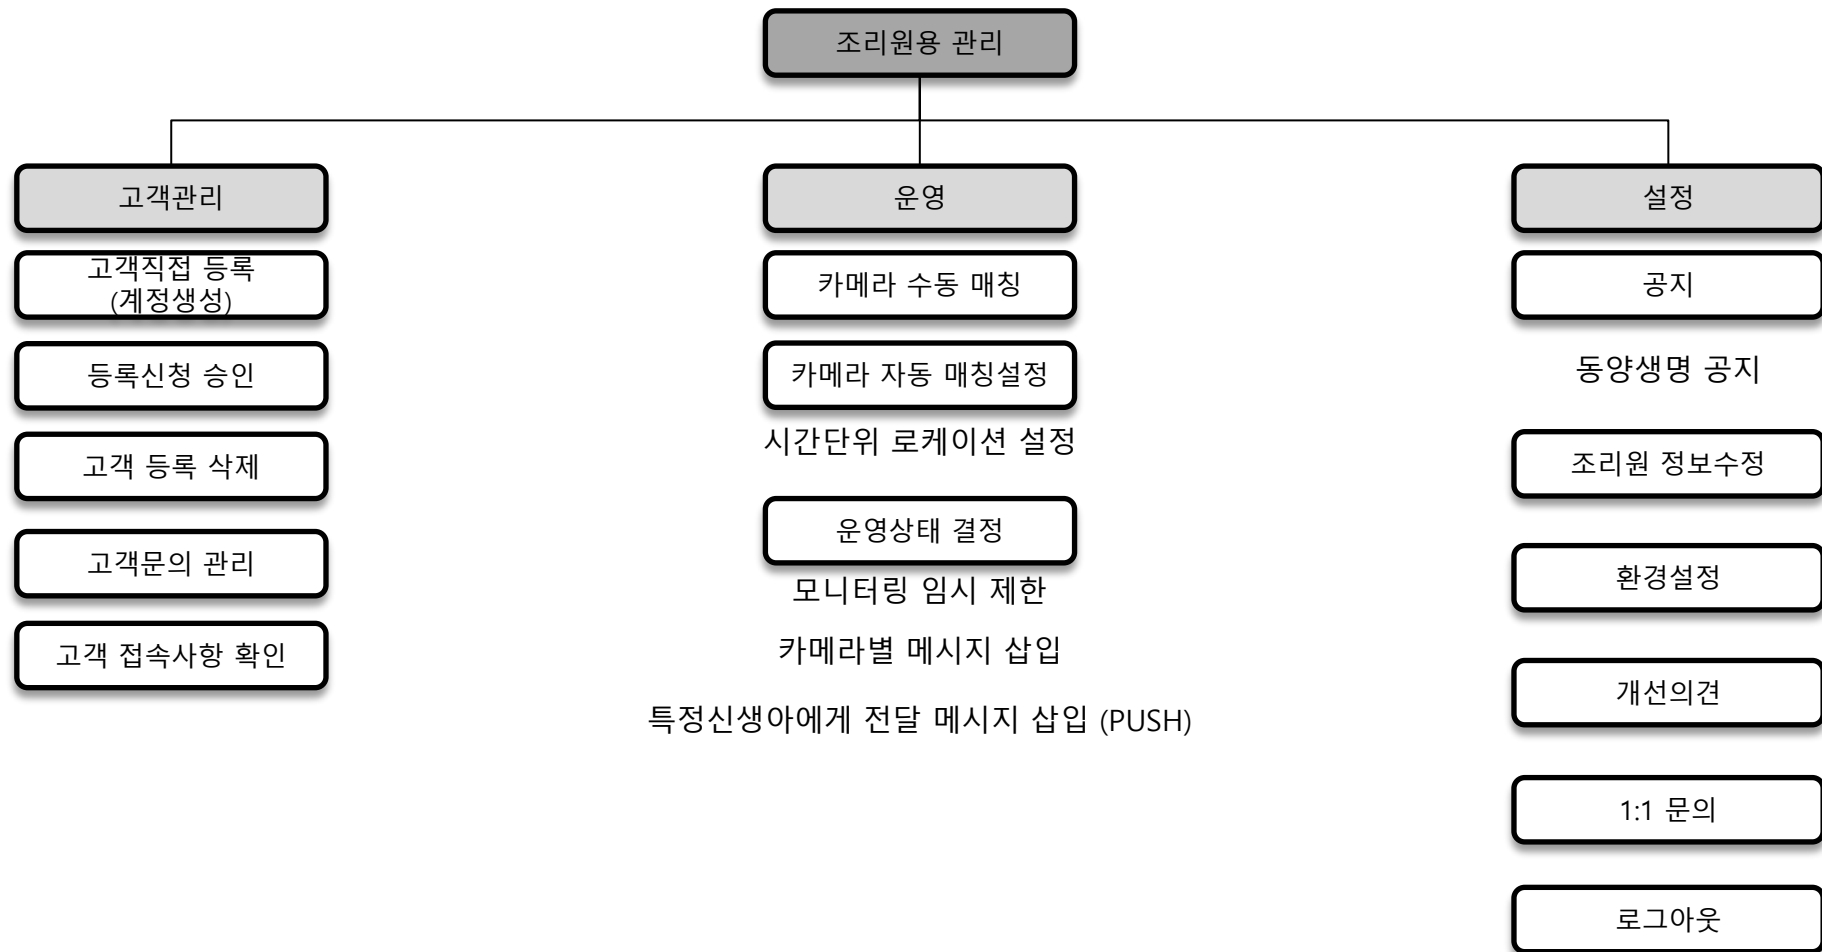 조리원용 관리
고객관리
고객직접 등록
(계정생성)
등록신청 승인
고객 등록 삭제
고객문의 관리
고객 접속사항 확인
운영
카메라 수동 매칭
카메라 자동 매칭설정
시간단위 로케이션 설정
운영상태 결정
모니터링 임시 제한
카메라별 메시지 삽입
특정신생아에게 전달 메시지 삽입 (PUSH)
설정
공지
동양생명 공지
조리원 정보수정
환경설정
개선의견
1:1 문의
로그아웃